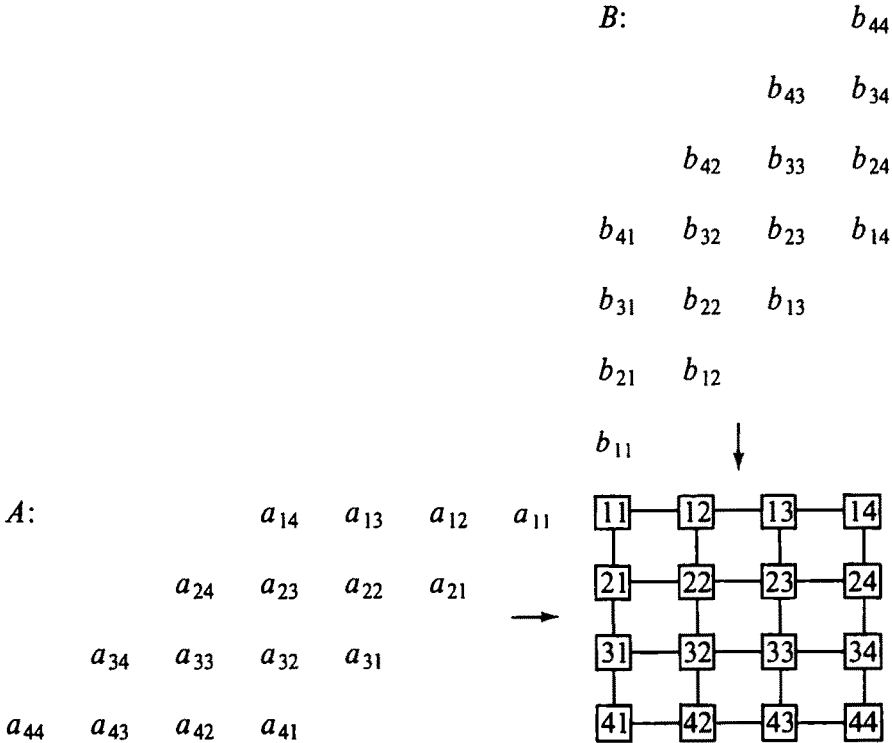 B: b₄₄
b₄₃ b₃₄
b₄₂ b₃₃ b₂₄
b₄₁ b₃₂ b₂₃ b₁₄
b₃₁ b₂₂ b₁₃
b₂₁ b₁₂
b₁₁
A: a₁₄ a₁₃ a₁₂ a₁₁ 11 12 13 14
a₂₄ a₂₃ a₂₂ a₂₁ 21 22 23 24
a₃₄ a₃₃ a₃₂ a₃₁ 31 32 33 34
a₄₄ a₄₃ a₄₂ a₄₁ 41 42 43 44